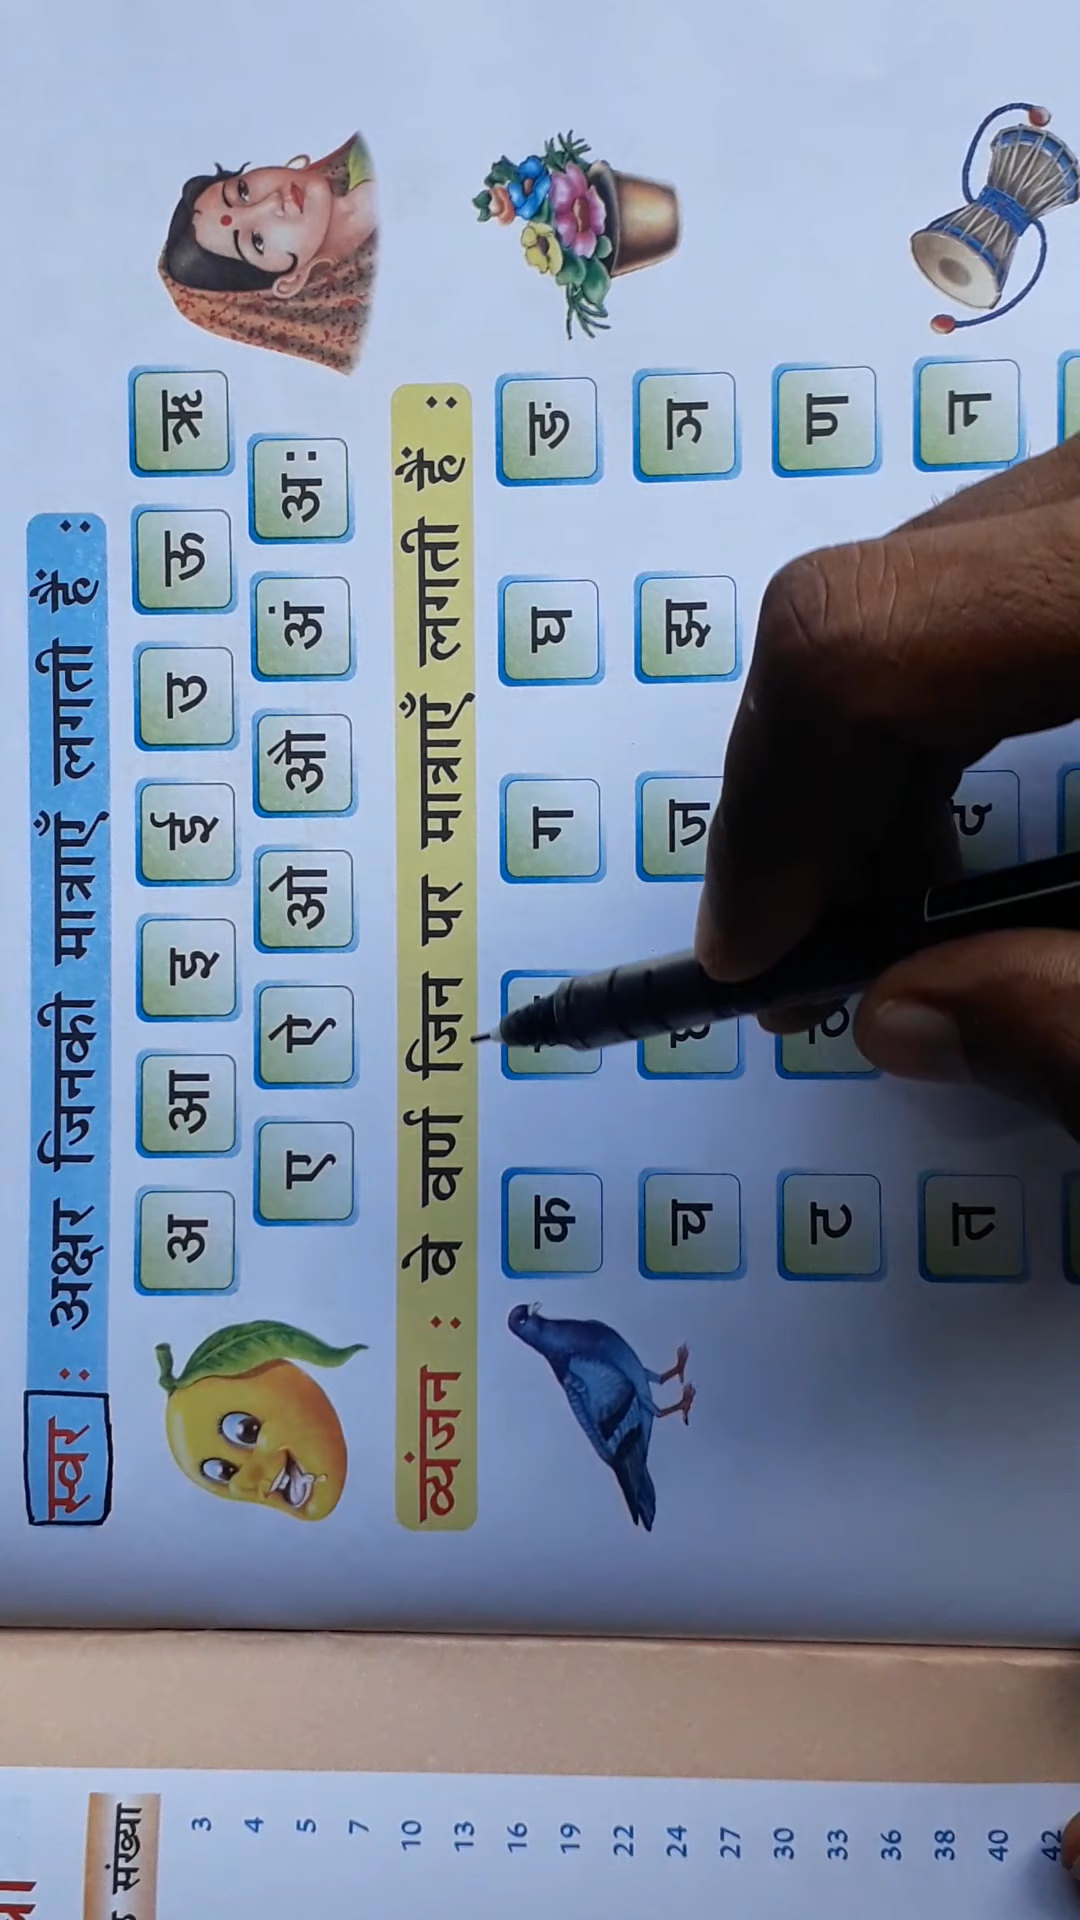 स्वर : अक्षर जिनकी मात्राएँ लगती हैं :
अ आ इ ई उ ऊ ऋ
ए ऐ ओ औ अं अः
व्यंजन : वे वर्ण जिन पर मात्राएँ लगती हैं :
क ग घ ङ
च छ ज झ ञ
ट ठ ण
त द न
संख्या
3
4
5
7
10
13
16
19
22
24
27
30
33
36
38
40
42